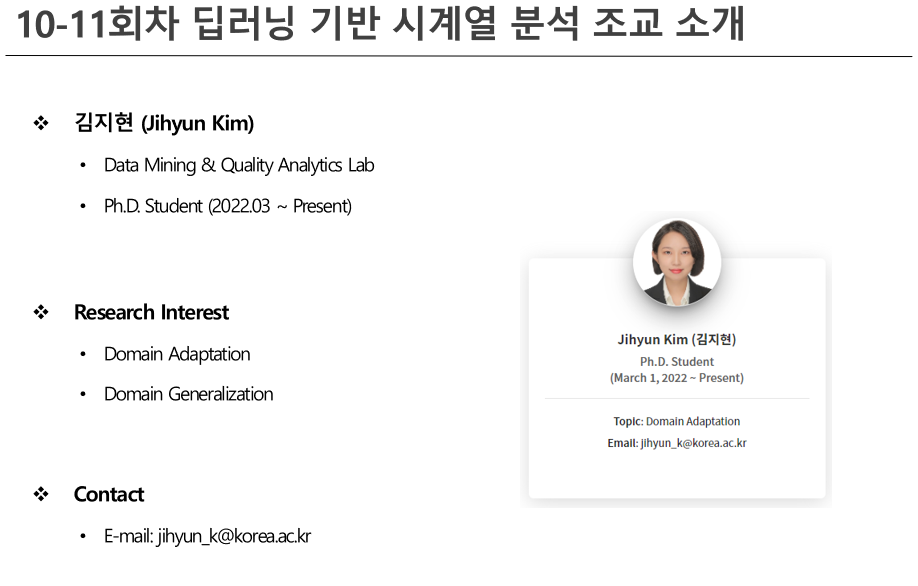 10-11회차 딥러닝 기반 시계열 분석 조교 소개
❖ 김지현 (Jihyun Kim)
• Data Mining & Quality Analytics Lab
• Ph.D. Student (2022.03 ~ Present)
❖ Research Interest
• Domain Adaptation
• Domain Generalization
❖ Contact
• E-mail: jihyun_k@korea.ac.kr
Jihyun Kim (김지현)
Ph.D. Student
(March 1, 2022 ~ Present)
Topic: Domain Adaptation
Email: jihyun_k@korea.ac.kr